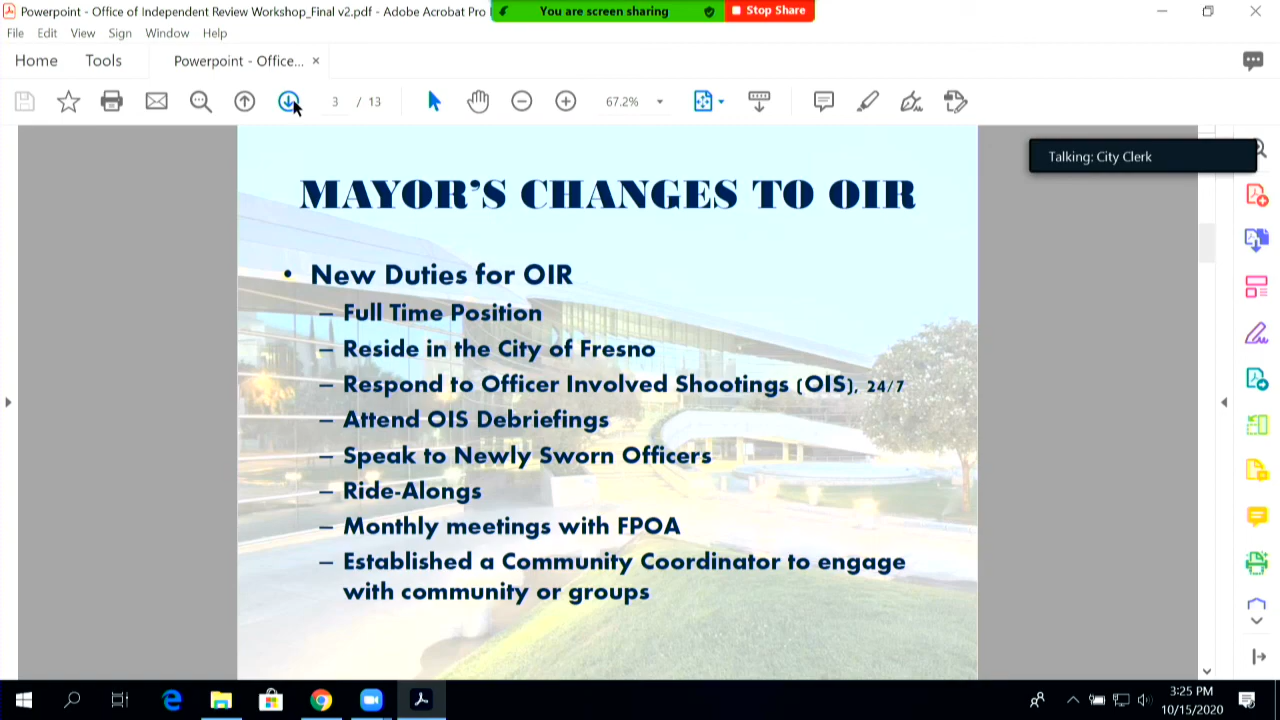 Powerpoint - Office of Independent Review Workshop_Final v2.pdf - Adobe Acrobat Pro
You are screen sharing
Stop Share
File Edit View Sign Window Help
Home Tools Powerpoint - Office... ×
3 / 13 67.2%
Talking: City Clerk
MAYOR'S CHANGES TO OIR
• New Duties for OIR
– Full Time Position
– Reside in the City of Fresno
– Respond to Officer Involved Shootings (OIS), 24/7
– Attend OIS Debriefings
– Speak to Newly Sworn Officers
– Ride-Alongs
– Monthly meetings with FPOA
– Established a Community Coordinator to engage
with community or groups
3:25 PM
10/15/2020